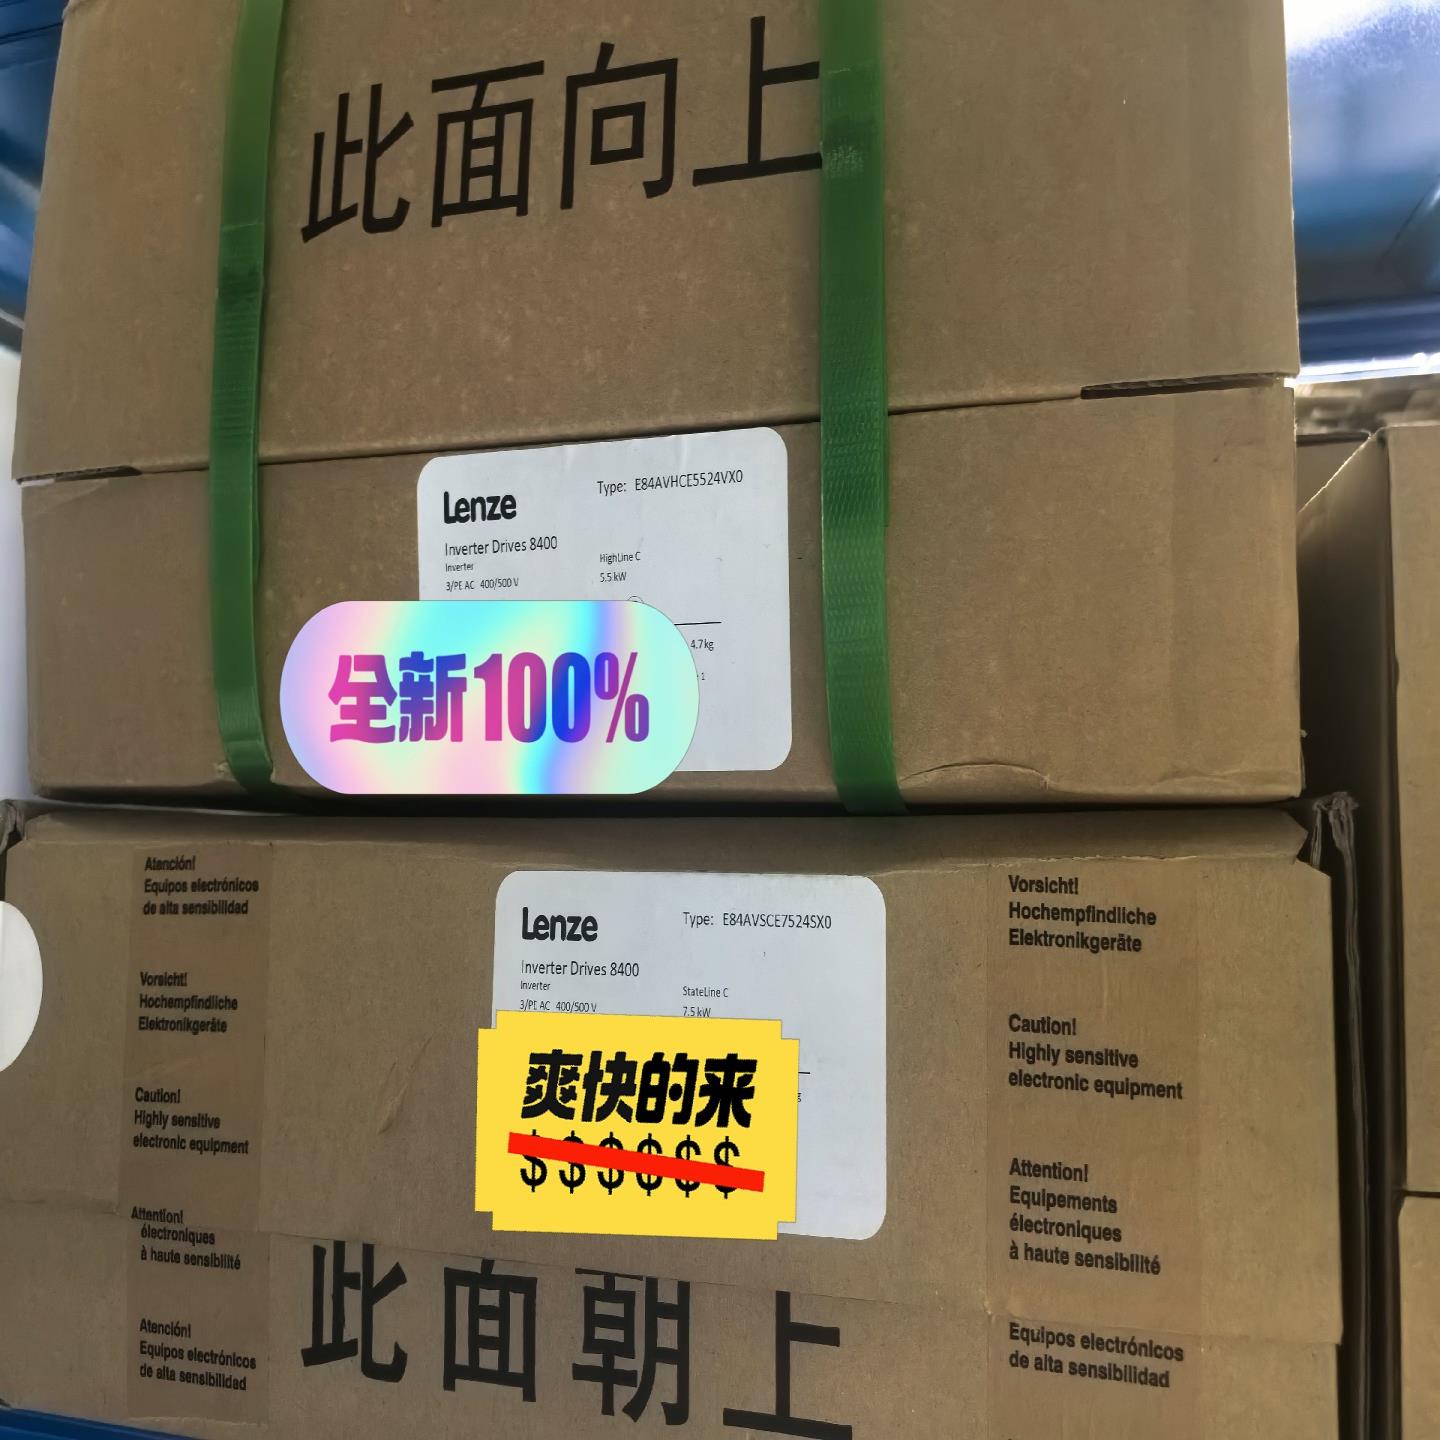 此面向上
Lenze
Type: E84AVHCE5524VX0
Inverter Drives 8400
Inverter
HighLine C
3/PE AC 400/500 V
5.5 kW
4.7kg
全新100%
Atención!
Equipos electrónicos
de alta sensibilidad
Vorsicht!
Hochempfindliche
Elektronikgeräte
Caution!
Highly sensitive
electronic equipment
Attention!
électroniques
à haute sensibilité
Atención!
Equipos electrónicos
de alta sensibilidad
Lenze
Type: E84AVSCE7524SX0
Inverter Drives 8400
Inverter
StateLine C
3/PE AC 400/500 V
7.5 kW
爽快的来
$$$$$$
Vorsicht!
Hochempfindliche
Elektronikgeräte
Caution!
Highly sensitive
electronic equipment
Attention!
Equipements
électroniques
à haute sensibilité
Equipos electrónicos
de alta sensibilidad
此面朝上